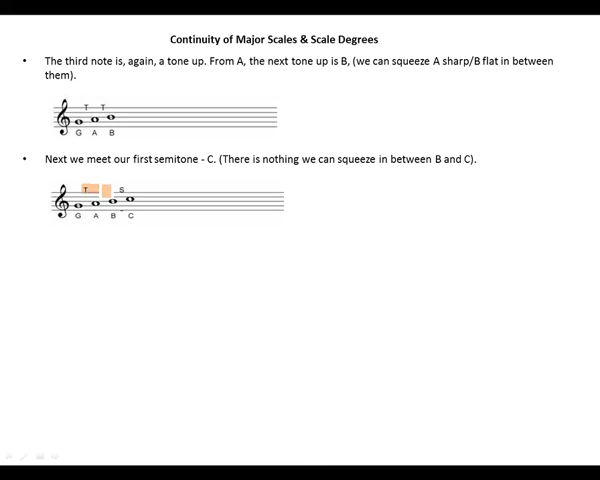 Continuity of Major Scales & Scale Degrees
• The third note is, again, a tone up. From A, the next tone up is B, (we can squeeze A sharp/B flat in between
them).
T T
G A B
• Next we meet our first semitone - C. (There is nothing we can squeeze in between B and C).
T S
G A B C